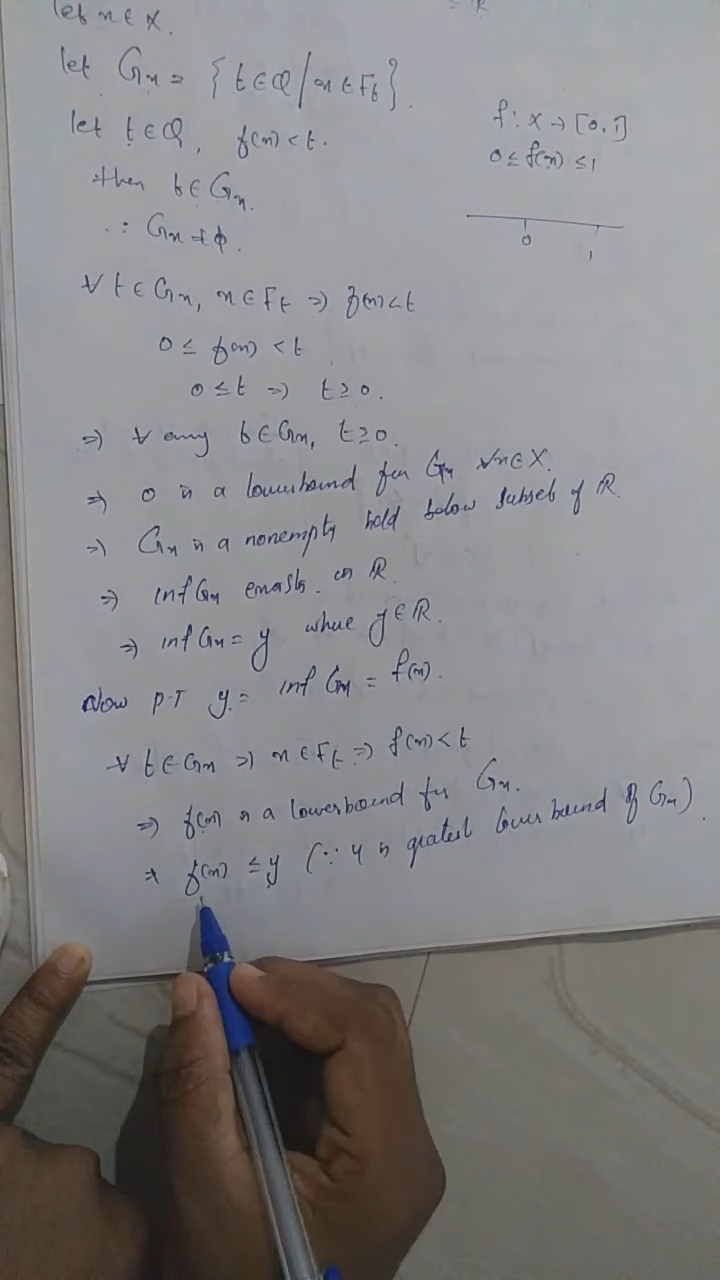 let x ∈ X.
= R
let Gx = {t∈Q / x∈Ft}.
let t∈Q, f(x) < t.
then t∈Gx.
∴ Gx ≠ ϕ.
f: X → [0,1]
0 ≤ f(x) ≤ 1
0 1
∀ t∈Gx, x∈Ft ⇒ f(x) < t
0 ≤ f(x) < t
0 ≤ t ⇒ t ≥ 0.
⇒ ∀ any t∈Gx, t ≥ 0.
⇒ 0 is a lowerbound for Gx ∀x∈X.
⇒ Gx is a nonempty bdd below subset of R.
⇒ inf Gx exists in R.
⇒ inf Gx = y where y∈R.
Now P.T y = inf Gx = f(x).
∀ t∈Gx ⇒ x∈Ft ⇒ f(x) < t
⇒ f(x) is a lowerbound for Gx.
⇒ f(x) ≤ y (∵ y is greatest lower bound of Gx).